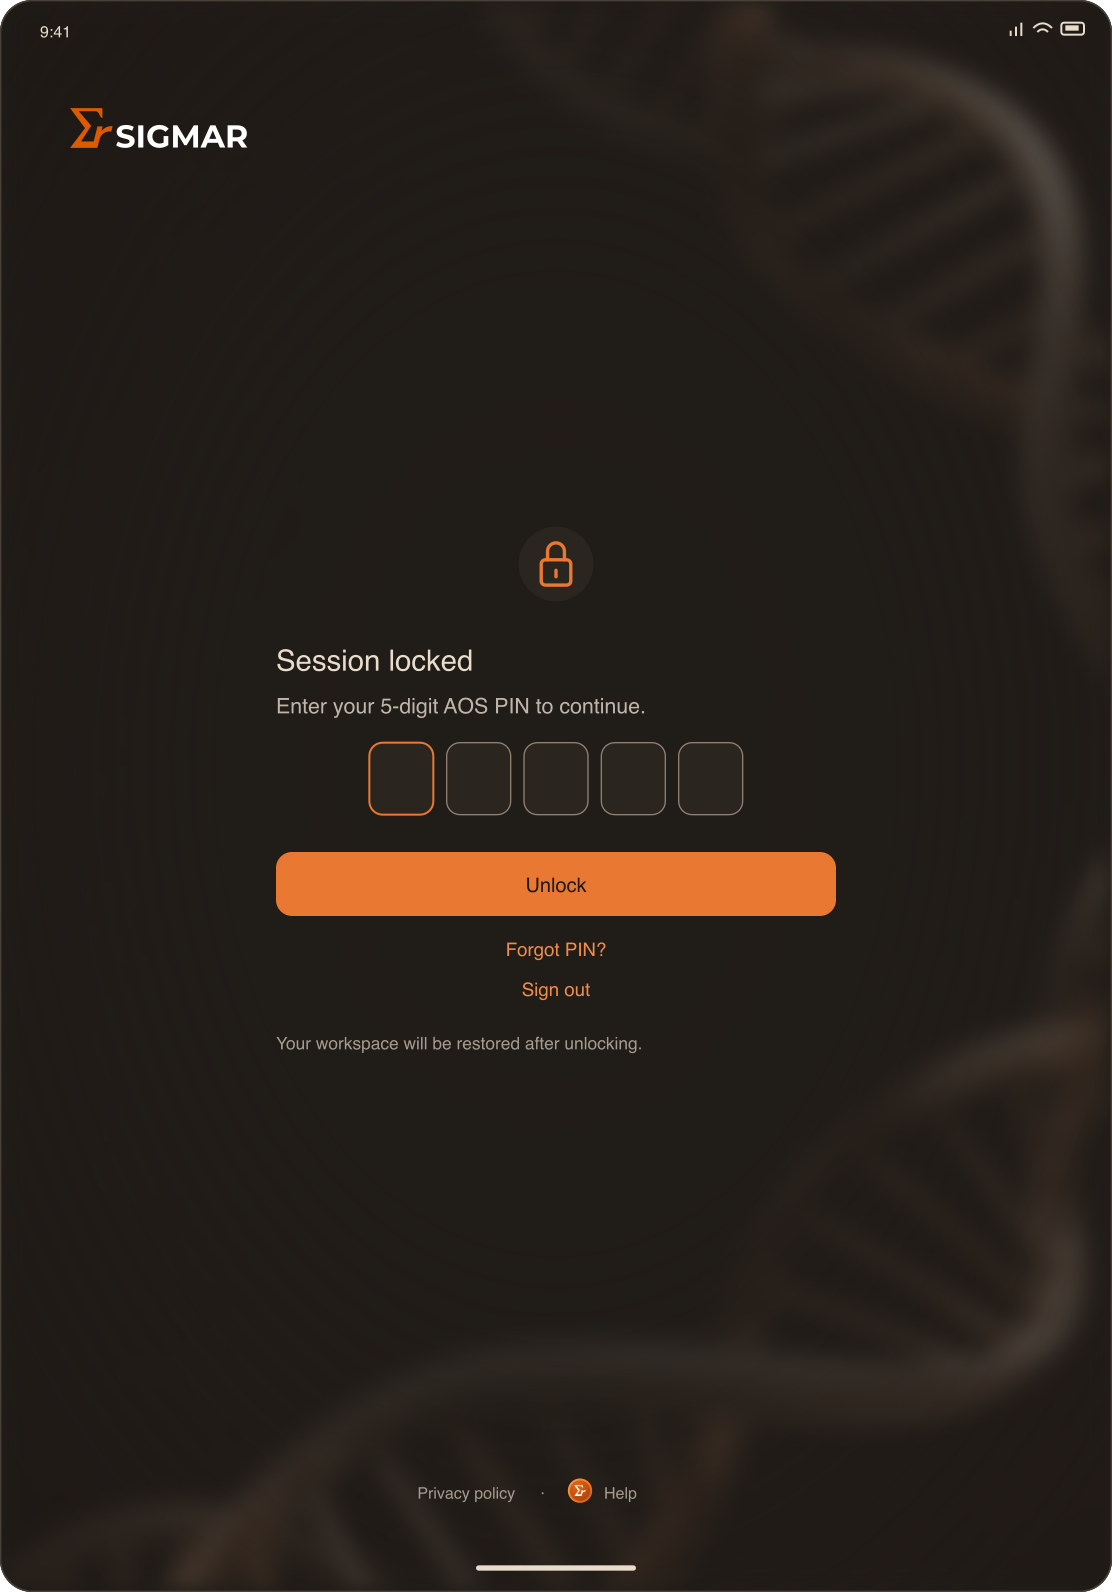 9:41
SIGMAR
Session locked
Enter your 5-digit AOS PIN to continue.
Unlock
Forgot PIN?
Sign out
Your workspace will be restored after unlocking.
Privacy policy · Help